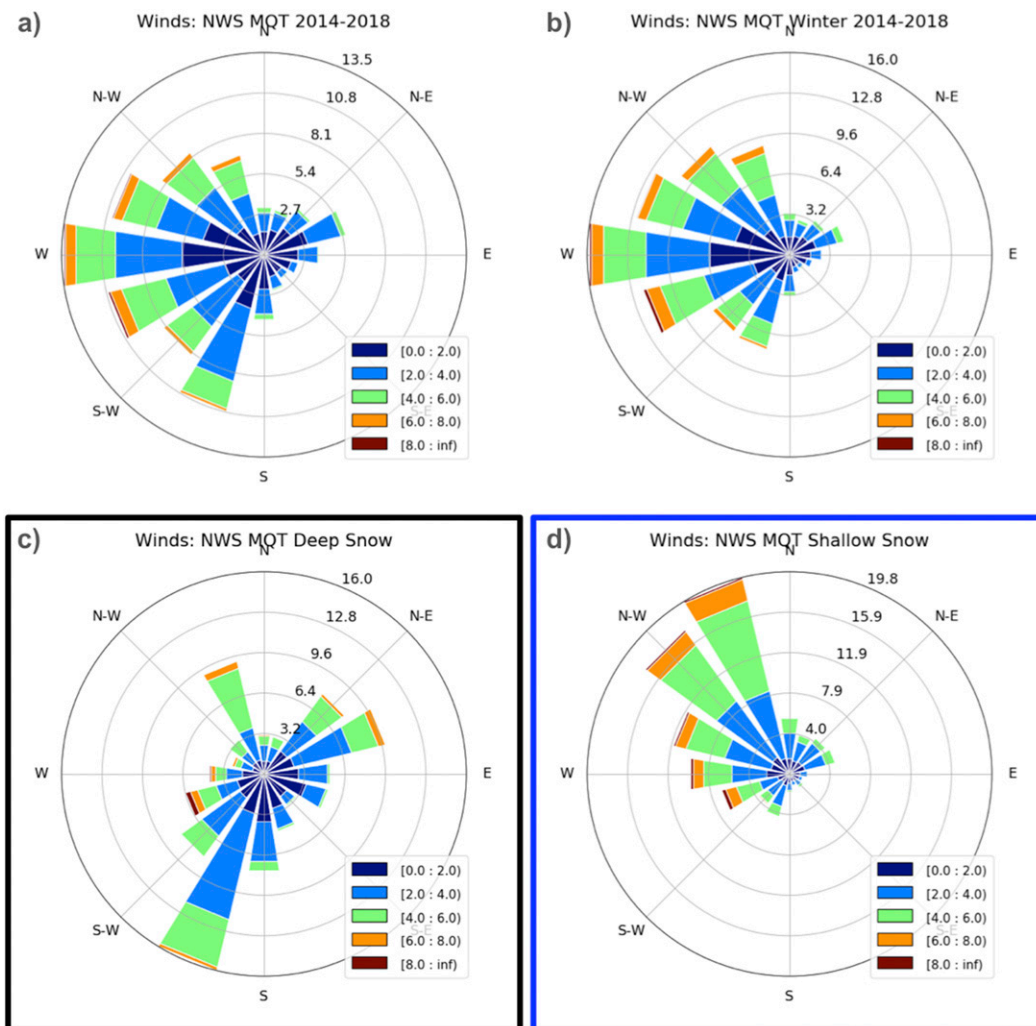 a)
Winds: NWS MQT 2014-2018
N
13.5
10.8
8.1
5.4
2.7
N-W
N-E
W
E
S-W
S-E
S
[0.0 : 2.0)
[2.0 : 4.0)
[4.0 : 6.0)
[6.0 : 8.0)
[8.0 : inf)
b)
Winds: NWS MQT Winter 2014-2018
N
16.0
12.8
9.6
6.4
3.2
N-W
N-E
W
E
S-W
S-E
S
[0.0 : 2.0)
[2.0 : 4.0)
[4.0 : 6.0)
[6.0 : 8.0)
[8.0 : inf)
c)
Winds: NWS MQT Deep Snow
N
16.0
12.8
9.6
6.4
3.2
N-W
N-E
W
E
S-W
S-E
S
[0.0 : 2.0)
[2.0 : 4.0)
[4.0 : 6.0)
[6.0 : 8.0)
[8.0 : inf)
d)
Winds: NWS MQT Shallow Snow
N
19.8
15.9
11.9
7.9
4.0
N-W
N-E
W
E
S-W
S-E
S
[0.0 : 2.0)
[2.0 : 4.0)
[4.0 : 6.0)
[6.0 : 8.0)
[8.0 : inf)